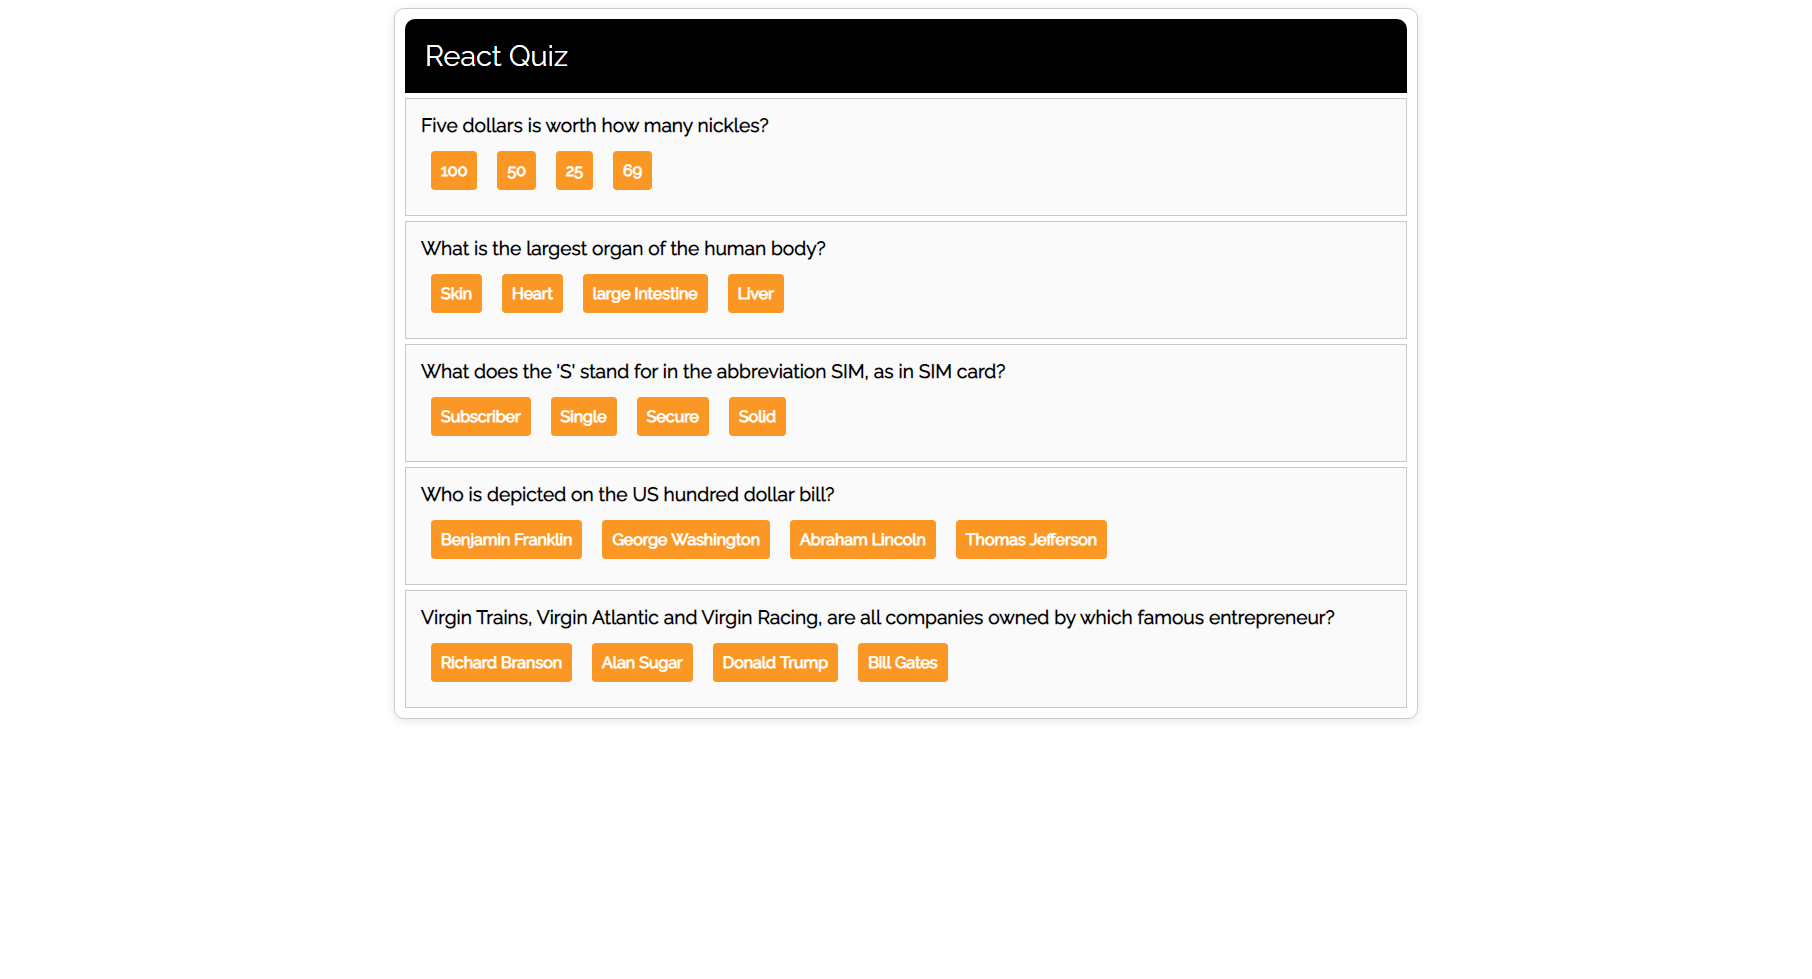 React Quiz
Five dollars is worth how many nickles?
100 50 25 69
What is the largest organ of the human body?
Skin Heart large Intestine Liver
What does the 'S' stand for in the abbreviation SIM, as in SIM card?
Subscriber Single Secure Solid
Who is depicted on the US hundred dollar bill?
Benjamin Franklin George Washington Abraham Lincoln Thomas Jefferson
Virgin Trains, Virgin Atlantic and Virgin Racing, are all companies owned by which famous entrepreneur?
Richard Branson Alan Sugar Donald Trump Bill Gates